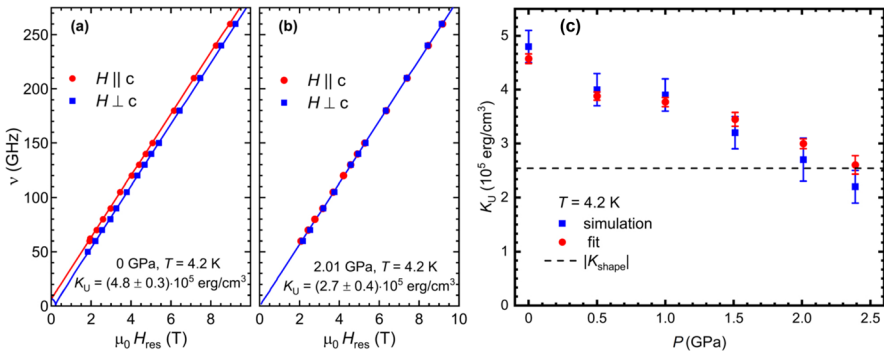 (a)
H || c
H ⊥ c
0 GPa, T = 4.2 K
K_U = (4.8 ± 0.3)·10^5 erg/cm^3
250
200
150
100
50
0
ν (GHz)
0 2 4 6 8
μ_0 H_res (T)
(b)
H || c
H ⊥ c
2.01 GPa, T = 4.2 K
K_U = (2.7 ± 0.4)·10^5 erg/cm^3
0 2 4 6 8 10
μ_0 H_res (T)
(c)
5
4
3
2
1
0
K_U (10^5 erg/cm^3)
T = 4.2 K
simulation
fit
|K_shape|
0.0 0.5 1.0 1.5 2.0 2.5
P (GPa)